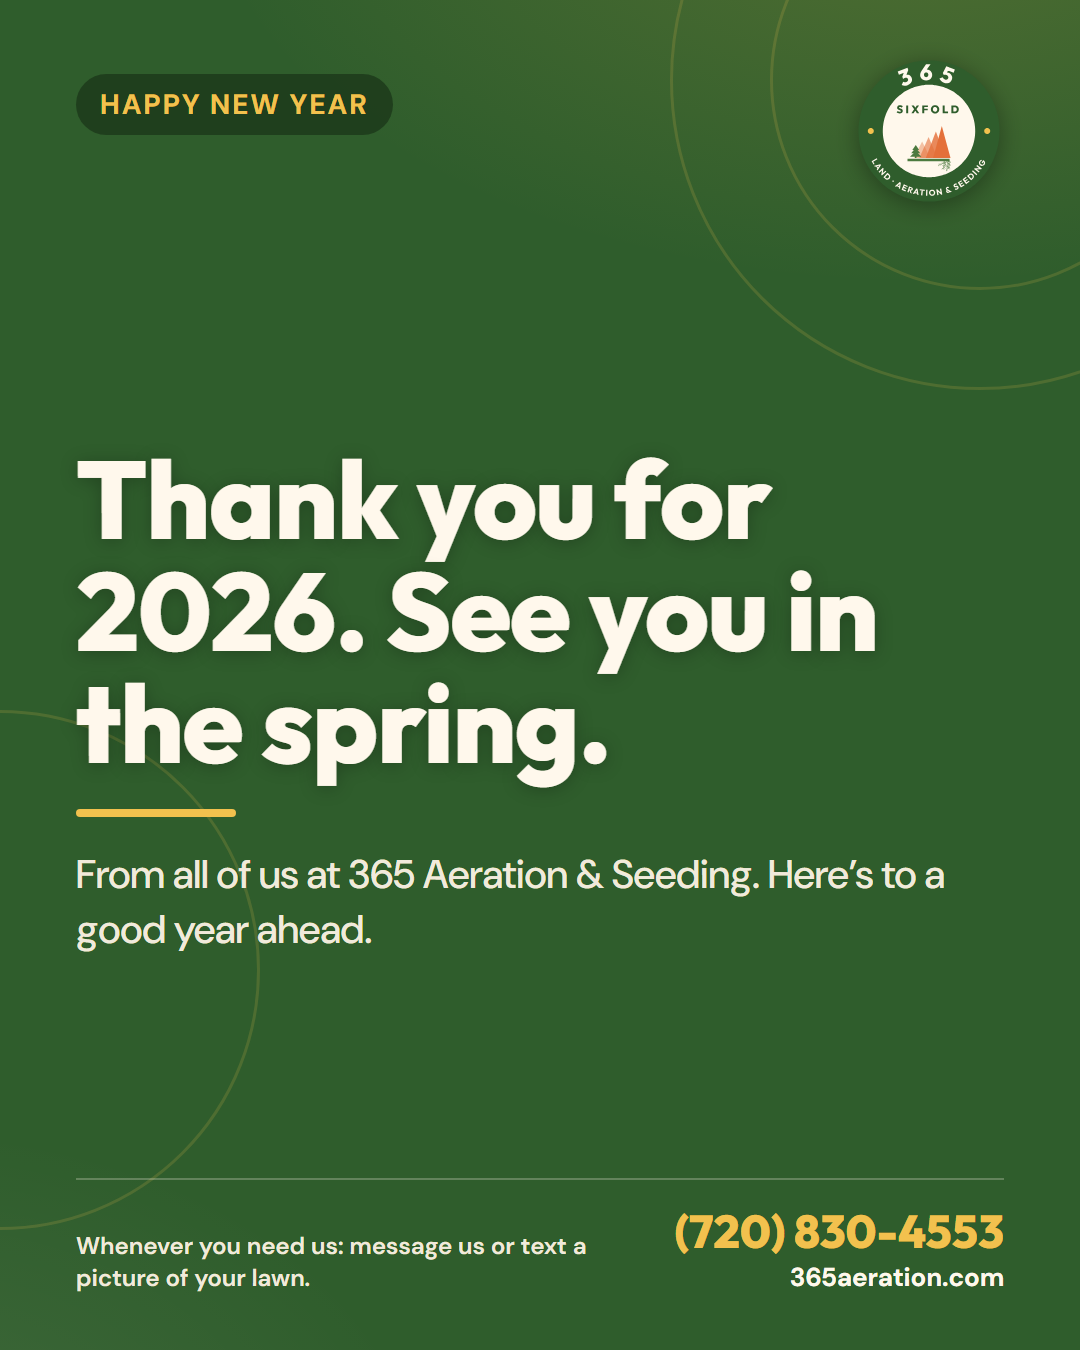 HAPPY NEW YEAR
365
SIXFOLD
LAND · AERATION & SEEDING
Thank you for
2026. See you in
the spring.
From all of us at 365 Aeration & Seeding. Here’s to a
good year ahead.
Whenever you need us: message us or text a
picture of your lawn.
(720) 830-4553
365aeration.com